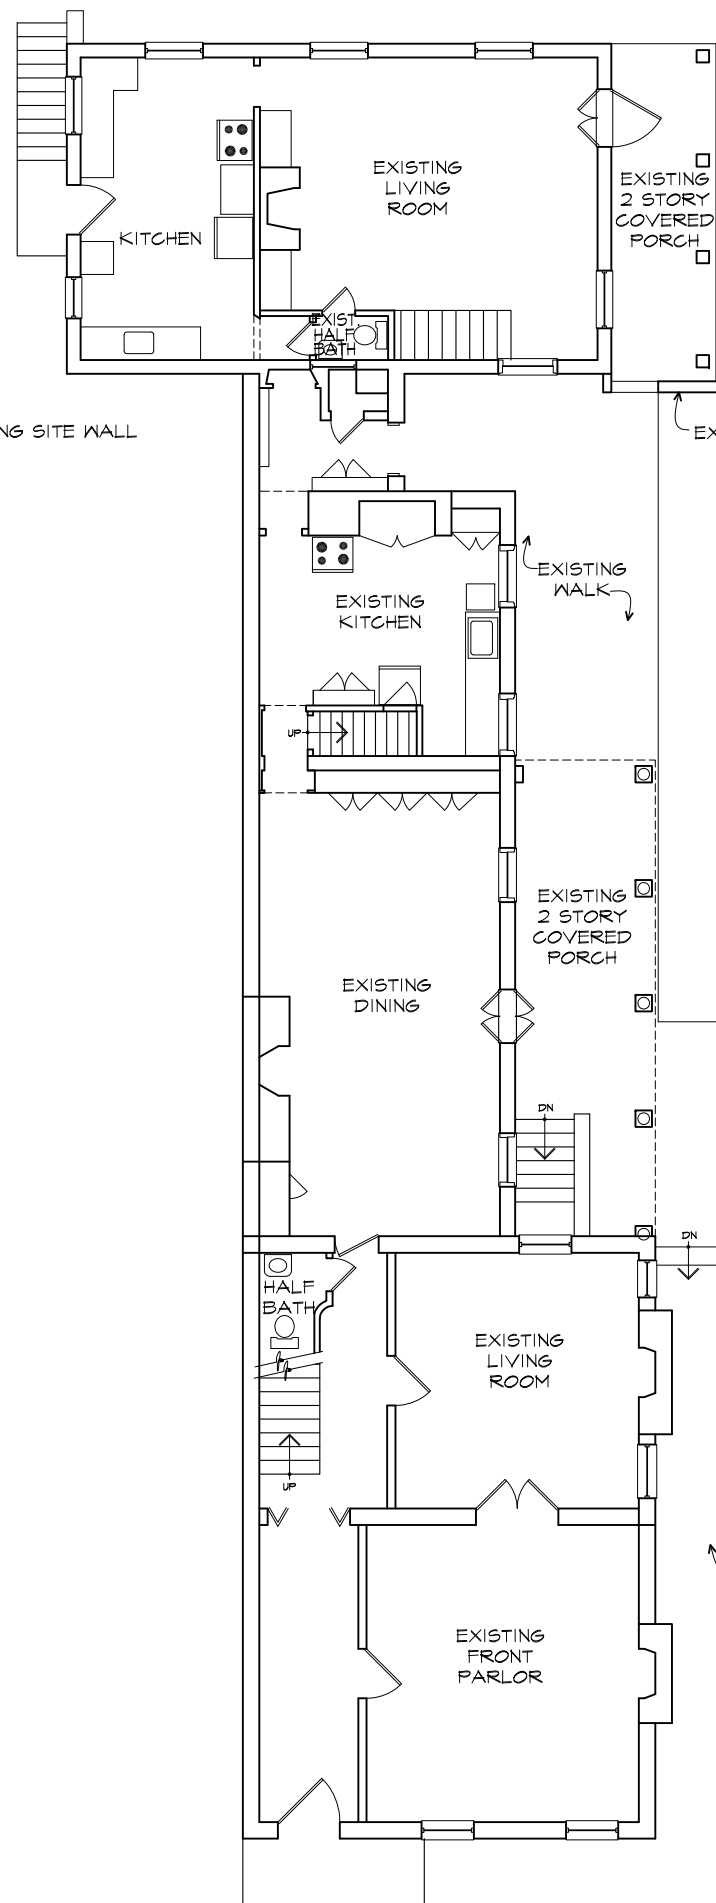 EXISTING
LIVING
ROOM
EXISTING
2 STORY
COVERED
PORCH
KITCHEN
EXIST.
HALF
BATH
NG SITE WALL
EX
EXISTING
WALK
EXISTING
KITCHEN
UP
EXISTING
2 STORY
COVERED
PORCH
EXISTING
DINING
DN
DN
HALF
BATH
EXISTING
LIVING
ROOM
UP
EXISTING
FRONT
PARLOR